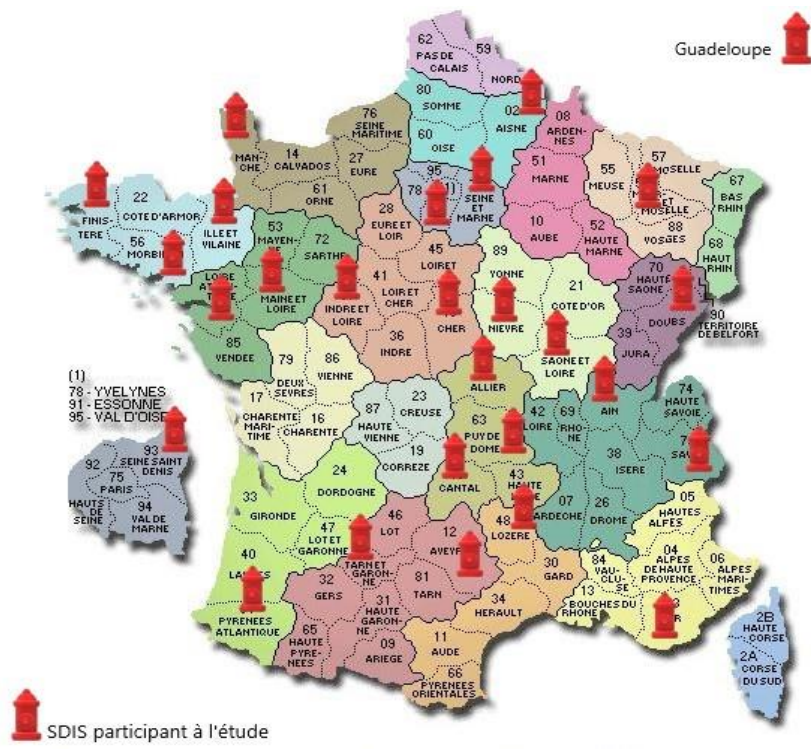 Guadeloupe
62
PAS DE
CALAIS
59
NORD
80
SOMME
02
AISNE
60
OISE
08
ARDEN-
NES
76
SEINE
MARITIME
MAN-
CHE
14
CALVADOS
27
EURE
61
ORNE
95
78
1)
SEINE
ET
MARNE
51
MARNE
10
AUBE
52
HAUTE
MARNE
55
MEUSE
57
MOSELLE
MOSELLE
88
VOSGES
67
BAS
RHIN
68
HAUT
RHIN
FINIS-
TERE
22
COTE D'ARMOR
56
MORBI
ILLE ET
VILAINE
53
MAYEN
72
SARTHE
LOIRE
MAINE ET
LOIRE
85
VENDEE
28
EURE ET
LOIR
45
LOIRET
41
LOIR ET
CHER
INDRE ET
LOIRE
CHER
36
INDRE
89
YONNE
21
COTE D'OR
NIEVRE
SAONE ET
LOIRE
70
HAUTE
SAONE
DOUBS
39
JURA
90
TERRITOIRE
DE BELFORT
79
DEUX
SEVRES
86
VIENNE
17
CHARENTE
MARI-
TIME
16
CHARENTE
87
HAUTE
VIENNE
23
CREUSE
19
CORREZE
ALLIER
63
PUY DE
DOME
CANTAL
43
HAUTE
42
LOIRE
69
RHO
NE
AIN
74
HAUTE
SAVOIE
SAV
38
ISERE
07
ARDECHE
26
DROME
(1)
78 - YVELYNES
91 - ESSONNE
95 - VAL D'OISE
92
HAUTS
DE
SEINE
93
SEINE SAINT
DENIS
75
PARIS
94
VAL DE
MARNE
24
DORDOGNE
33
GIRONDE
47
LOT ET
GARONNE
40
PYRENEES
ATLANTIQUE
46
LOT
12
AVEYR
TARN ET
GARON-
NE
32
GERS
81
TARN
31
HAUTE
GARON-
NE
65
HAUTE
PYRE-
NEES
09
ARIEGE
48
LOZERE
30
GARD
34
HERAULT
11
AUDE
66
PYRENEES
ORIENTALES
05
HAUTES
ALPES
04
ALPES
DE HAUTE
PROVENCE
06
ALPES
MARI-
TIMES
84
VAU-
CLUSE
13
BOUCHES DU
RHONE
2B
HAUTE
CORSE
2A
CORSE
DU SUD
SDIS participant à l'étude